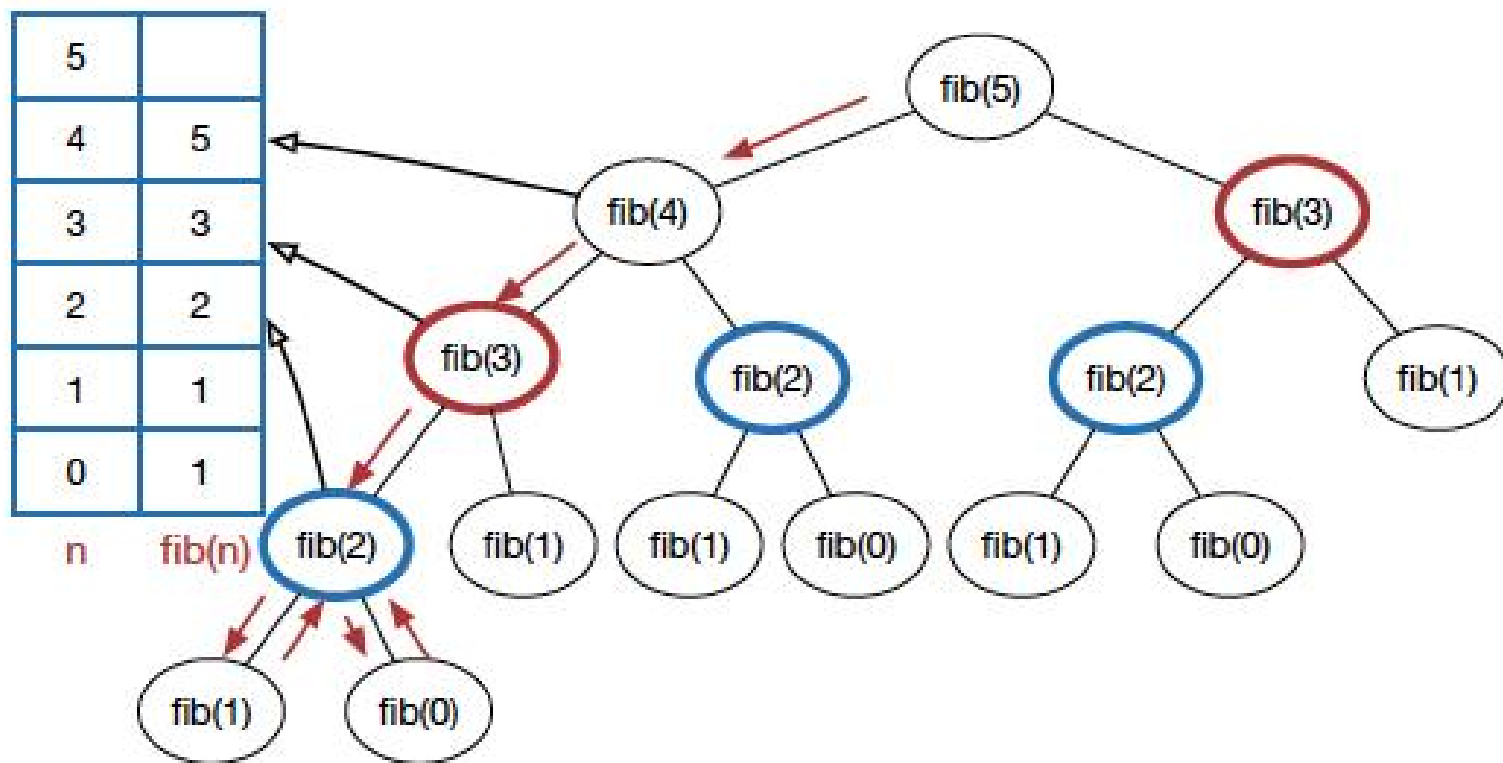 5
4 5
3 3
2 2
1 1
0 1
n fib(n)
fib(5)
fib(4)
fib(3)
fib(3)
fib(2)
fib(2)
fib(1)
fib(2)
fib(1)
fib(1)
fib(0)
fib(1)
fib(0)
fib(1)
fib(0)